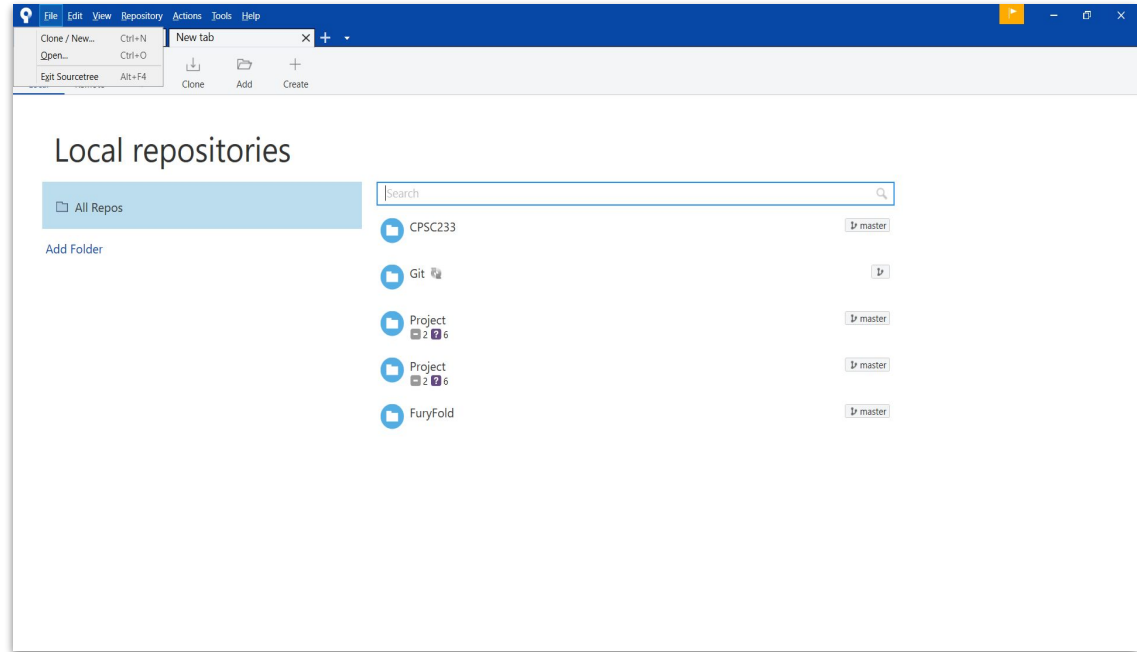 File Edit View Repository Actions Tools Help
Clone / New... Ctrl+N
Open... Ctrl+O
Exit Sourcetree Alt+F4
New tab
Clone Add Create
Local repositories
All Repos
Add Folder
Search
CPSC233 master
Git
Project master
2 ? 6
Project master
2 ? 6
FuryFold master